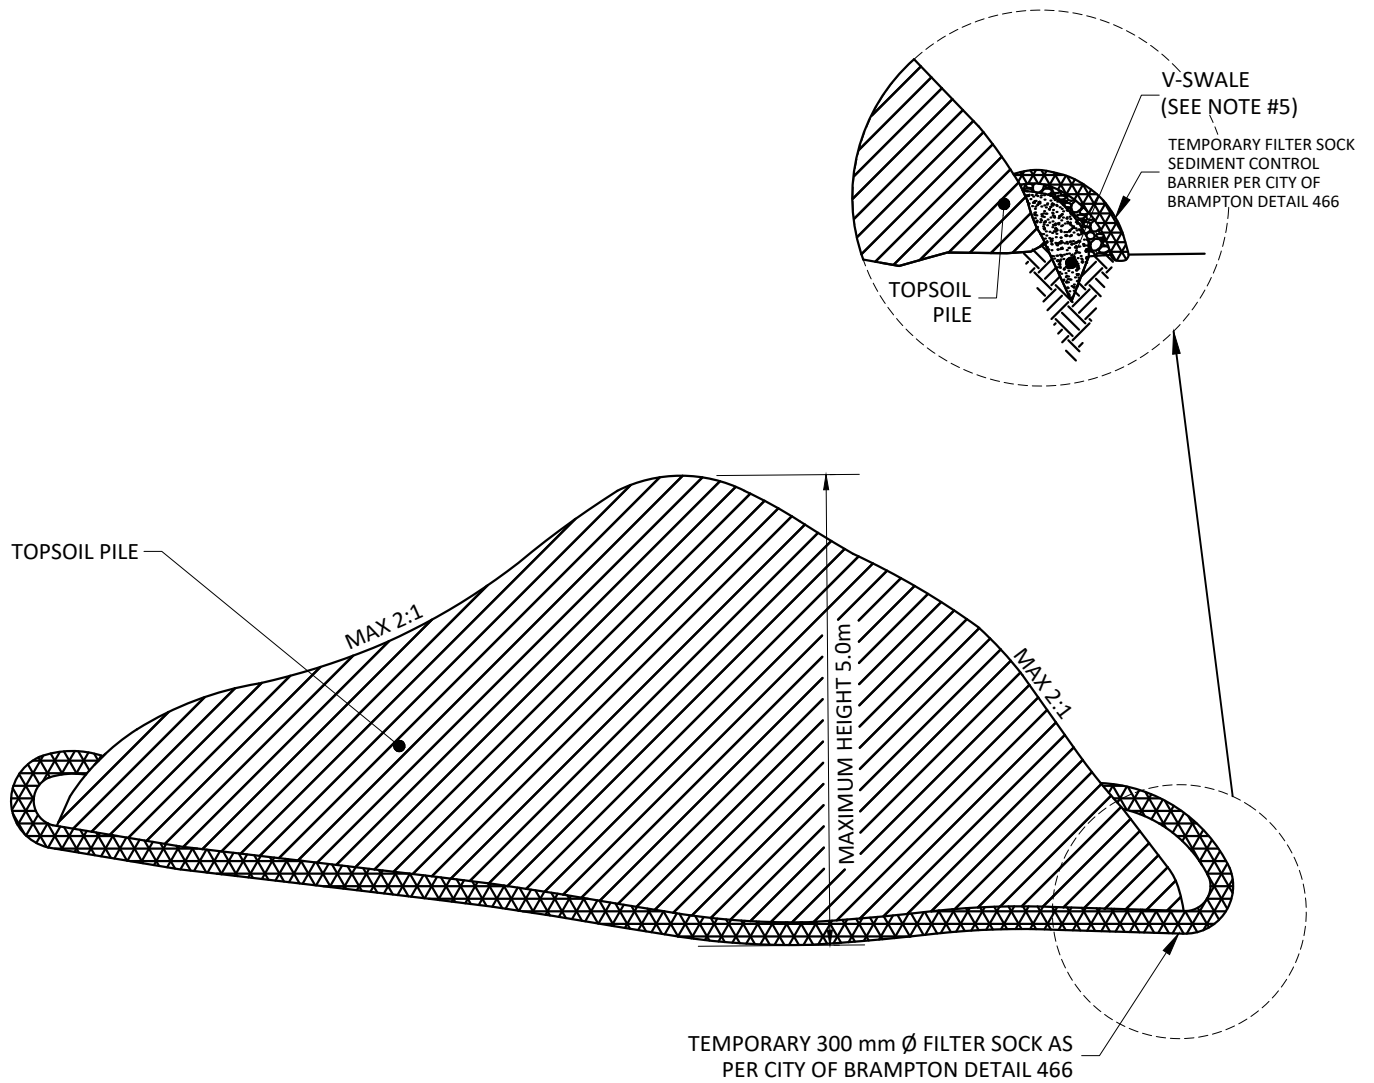 V-SWALE
(SEE NOTE #5)
TEMPORARY FILTER SOCK
SEDIMENT CONTROL
BARRIER PER CITY OF
BRAMPTON DETAIL 466
TOPSOIL
PILE
TOPSOIL PILE
MAX 2:1
MAXIMUM HEIGHT 5.0m
MAX 2:1
TEMPORARY 300 mm Ø FILTER SOCK AS
PER CITY OF BRAMPTON DETAIL 466